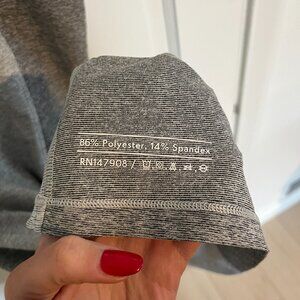 86% Polyester, 14% Spandex
RN147908 /